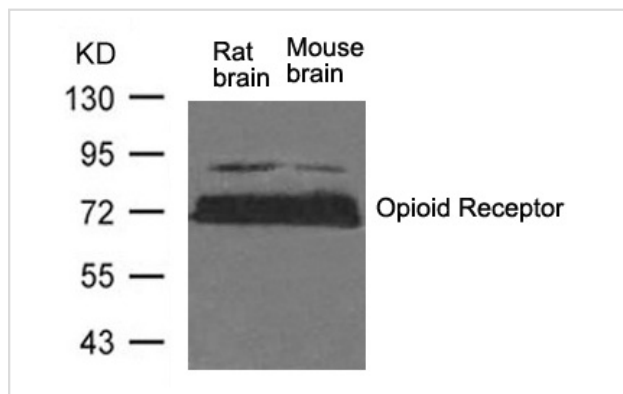 KD
Rat
brain
Mouse
brain
130
95
72
Opioid Receptor
55
43